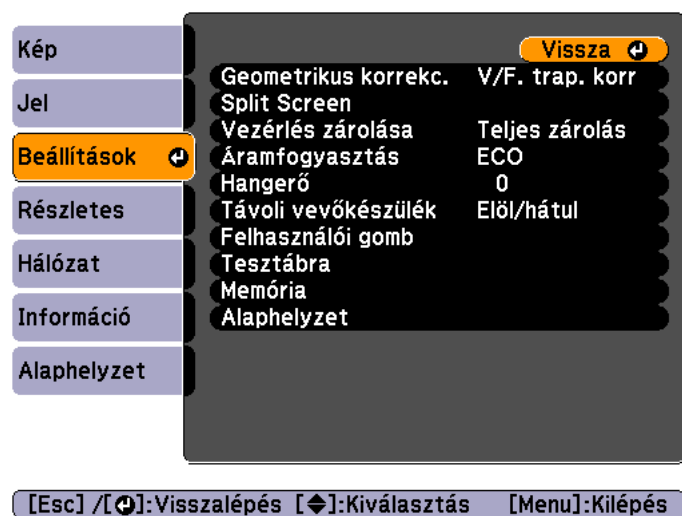 Kép
Jel
Beállítások
Részletes
Hálózat
Információ
Alaphelyzet
Vissza
Geometrikus korrekc. V/F. trap. korr
Split Screen
Vezérlés zárolása Teljes zárolás
Áramfogyasztás ECO
Hangerő 0
Távoli vevőkészülék Elöl/hátul
Felhasználói gomb
Tesztábra
Memória
Alaphelyzet
[Esc] /[⏎]:Visszalépés [◆]:Kiválasztás [Menu]:Kilépés